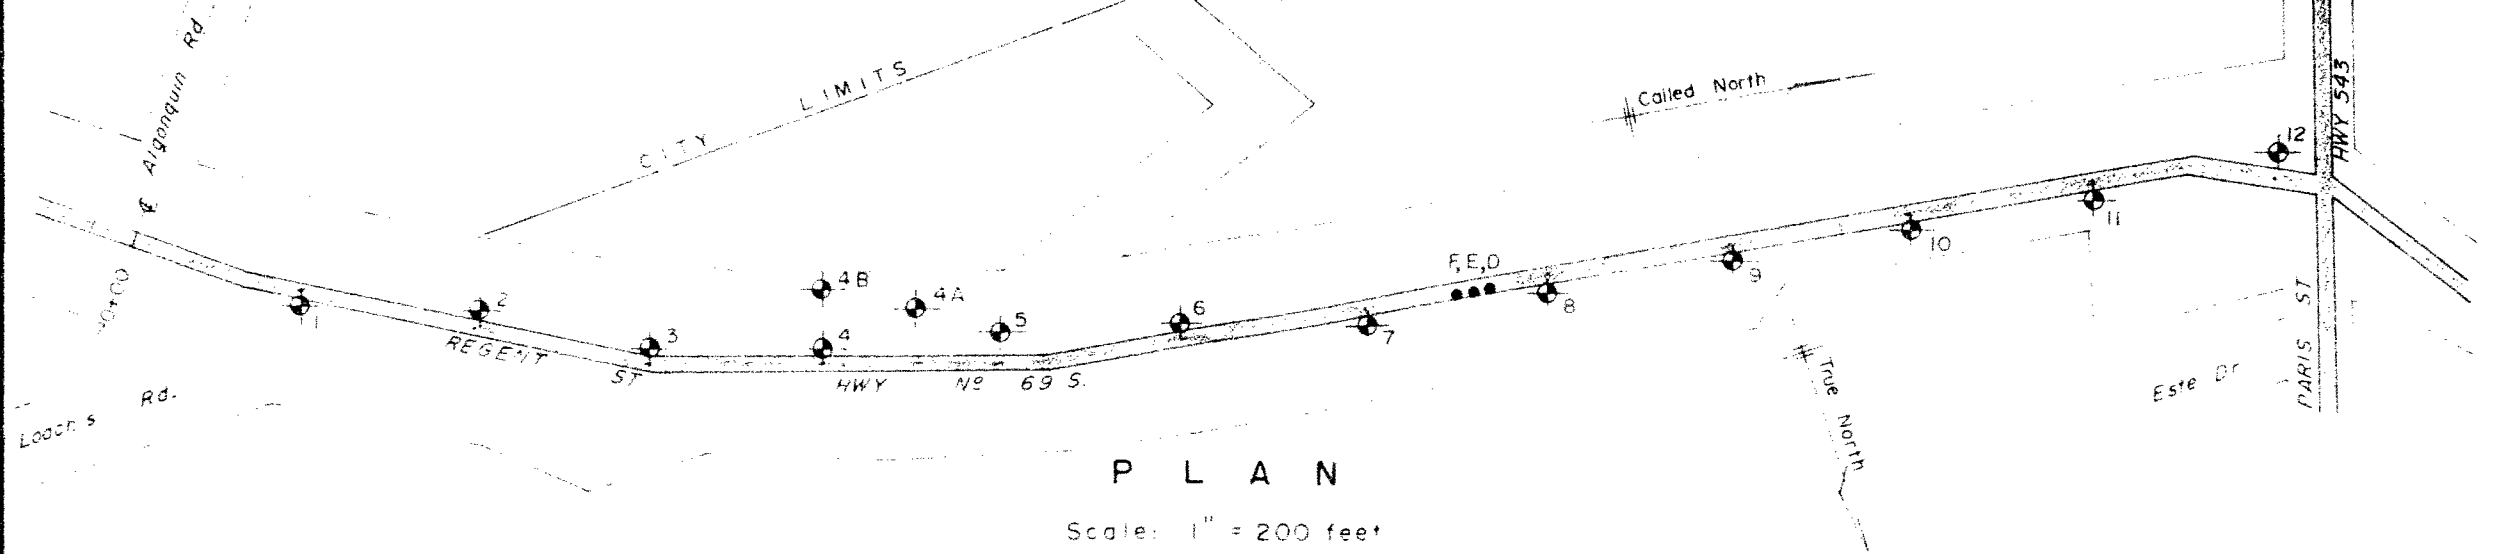 Algonquin Rd
℄
CITY LIMITS
Called North
HWY 543
12
11
10
9
8
7
F,E,D
6
5
4A
4B
4
3
2
1
REGENT ST
HWY Nº 69 S.
PARIS ST
Este Dr
True North
Rd.
PLAN
Scale: 1" = 200 feet